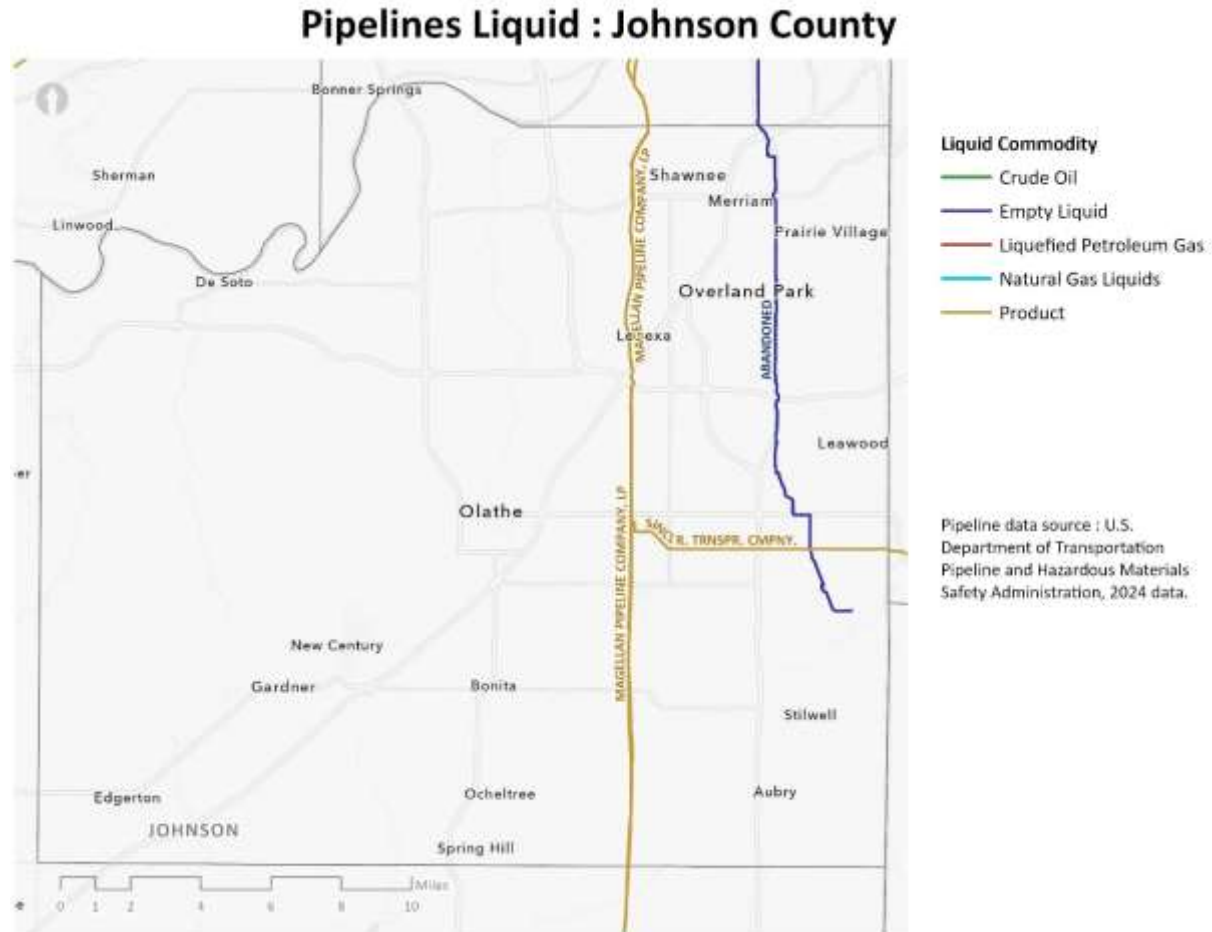 Pipelines Liquid : Johnson County
Bonner Springs
Sherman
Shawnee
Merriam
Linwood
Prairie Village
De Soto
Overland Park
Lenexa
MAGELLAN PIPELINE COMPANY, LP
ABANDONED
Leawood
Olathe
MAGELLAN PIPELINE COMPANY, LP
R. TRNSPR. CMPNY.
New Century
Gardner
Bonita
Stilwell
Edgerton
Ocheltree
Aubry
JOHNSON
Spring Hill
Miles
0 1 2 4 6 8 10
Liquid Commodity
Crude Oil
Empty Liquid
Liquefied Petroleum Gas
Natural Gas Liquids
Product
Pipeline data source : U.S.
Department of Transportation
Pipeline and Hazardous Materials
Safety Administration, 2024 data.